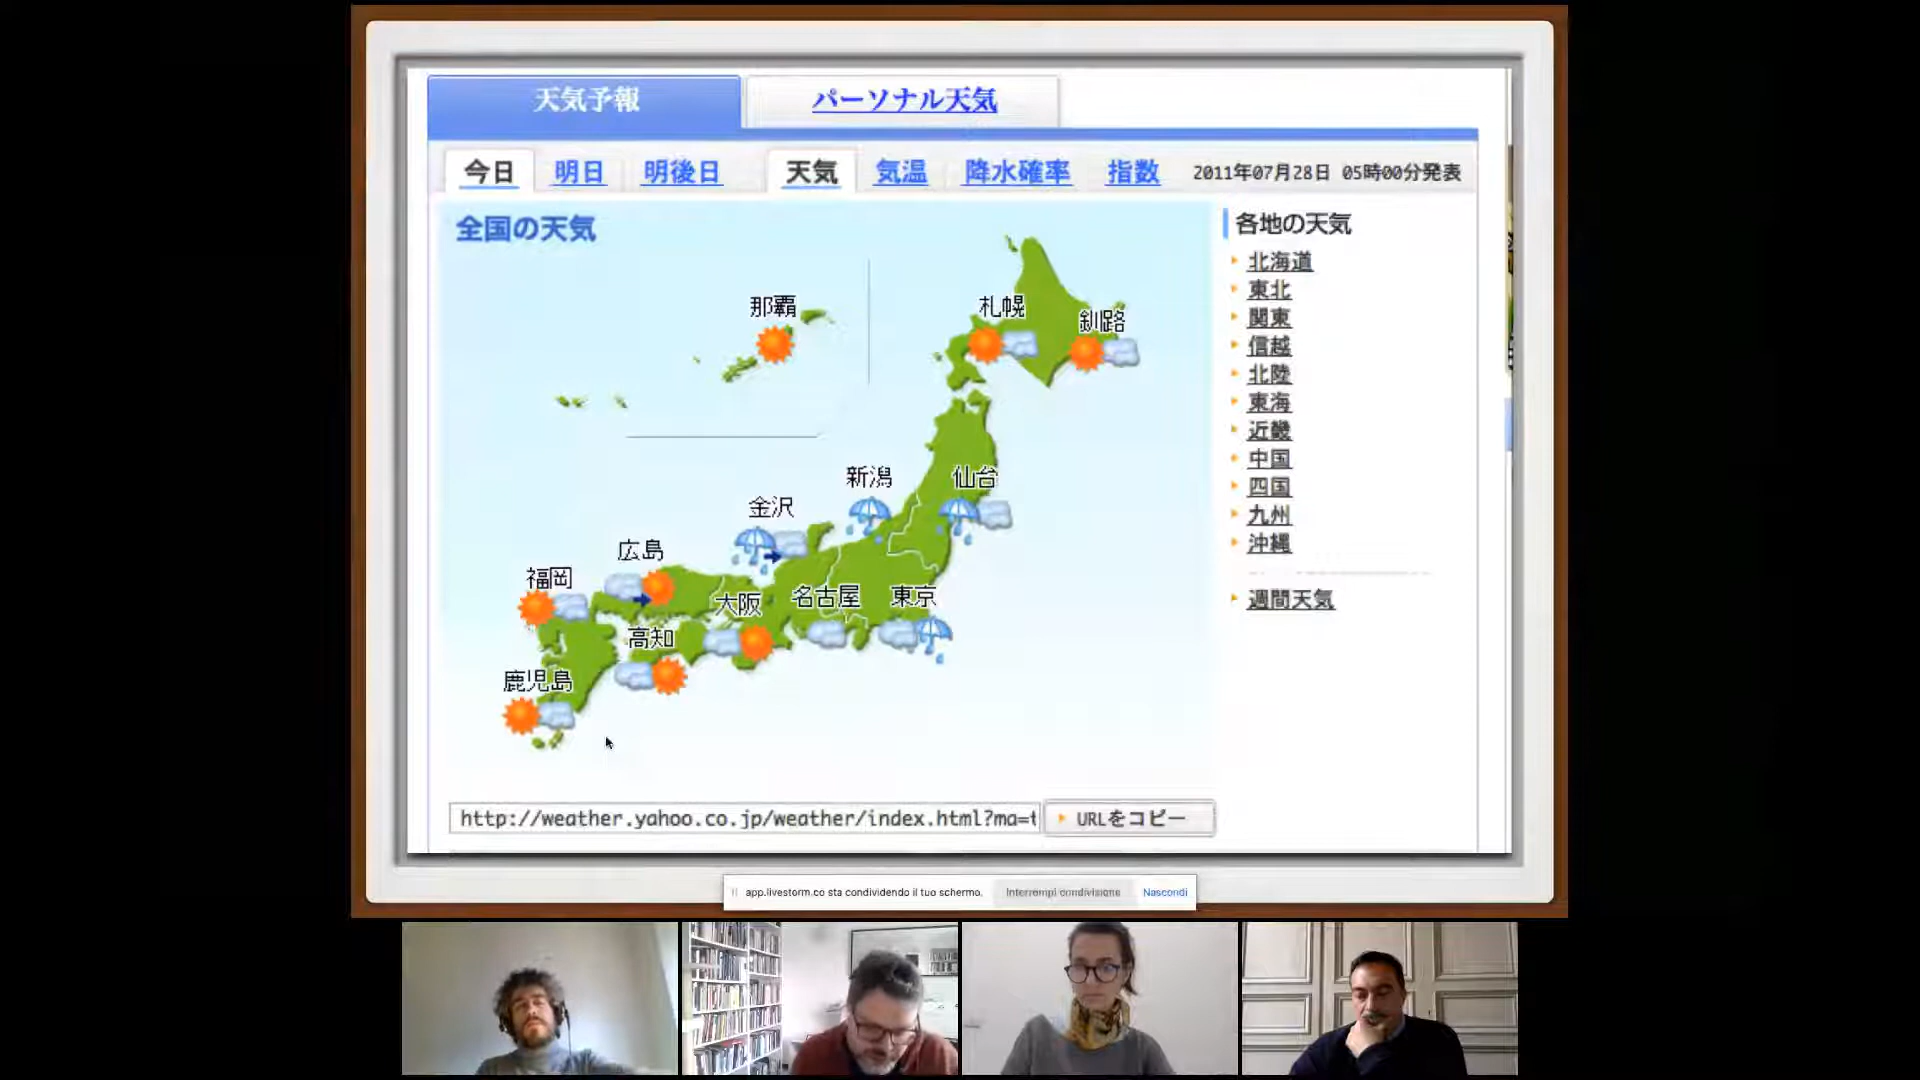 天気予報
パーソナル天気
今日 明日 明後日 天気 気温 降水確率 指数 2011年07月28日 05時00分発表
全国の天気
那覇
札幌
釧路
新潟
仙台
金沢
広島
福岡
大阪
名古屋
東京
高知
鹿児島
各地の天気
北海道
東北
関東
信越
北陸
東海
近畿
中国
四国
九州
沖縄
週間天気
http://weather.yahoo.co.jp/weather/index.html?ma=t
URLをコピー
app.livestorm.co sta condividendo il tuo schermo. Interrompi condivisione Nascondi